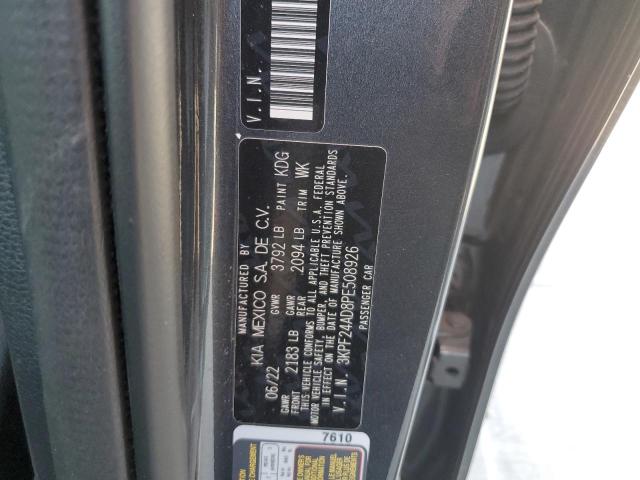 MANUFACTURED BY
KIA MEXICO S.A. DE C.V.
06/22 GVWR 3792 LB PAINT KDG
GAWR FRONT 2183 LB GAWR REAR 2094 LB TRIM WK
THIS VEHICLE CONFORMS TO ALL APPLICABLE U.S.A. FEDERAL
MOTOR VEHICLE SAFETY, BUMPER, AND THEFT PREVENTION STANDARDS
IN EFFECT ON THE DATE OF MANUFACTURE SHOWN ABOVE.
V.I.N. 3KPF24AD8PE508926
PASSENGER CAR
V.I.N.
7610